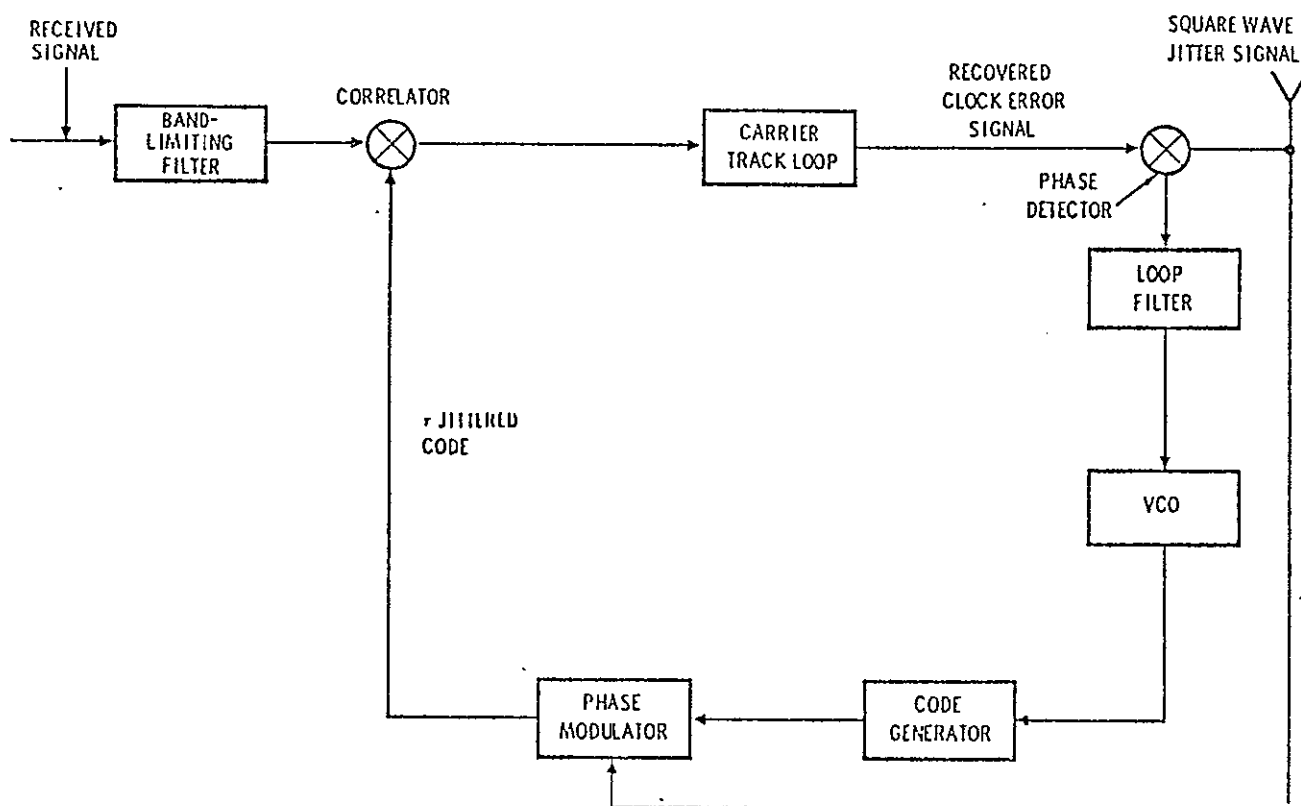 RECEIVED
SIGNAL
BAND-
LIMITING
FILTER
CORRELATOR
CARRIER
TRACK LOOP
RECOVERED
CLOCK ERROR
SIGNAL
SQUARE WAVE
JITTER SIGNAL
PHASE
DETECTOR
LOOP
FILTER
VCO
τ JITTERED
CODE
PHASE
MODULATOR
CODE
GENERATOR